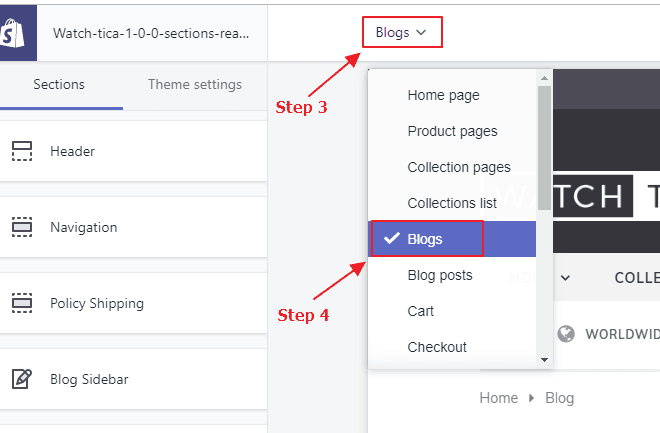 Watch-tica-1-0-0-sections-rea...
Blogs
Sections
Theme settings
Step 3
Header
Navigation
Policy Shipping
Blog Sidebar
Home page
Product pages
Collection pages
Collections list
Blogs
Blog posts
Cart
Checkout
Step 4
WATCH T
HO
COLLE
WORLDWID
Home
Blog